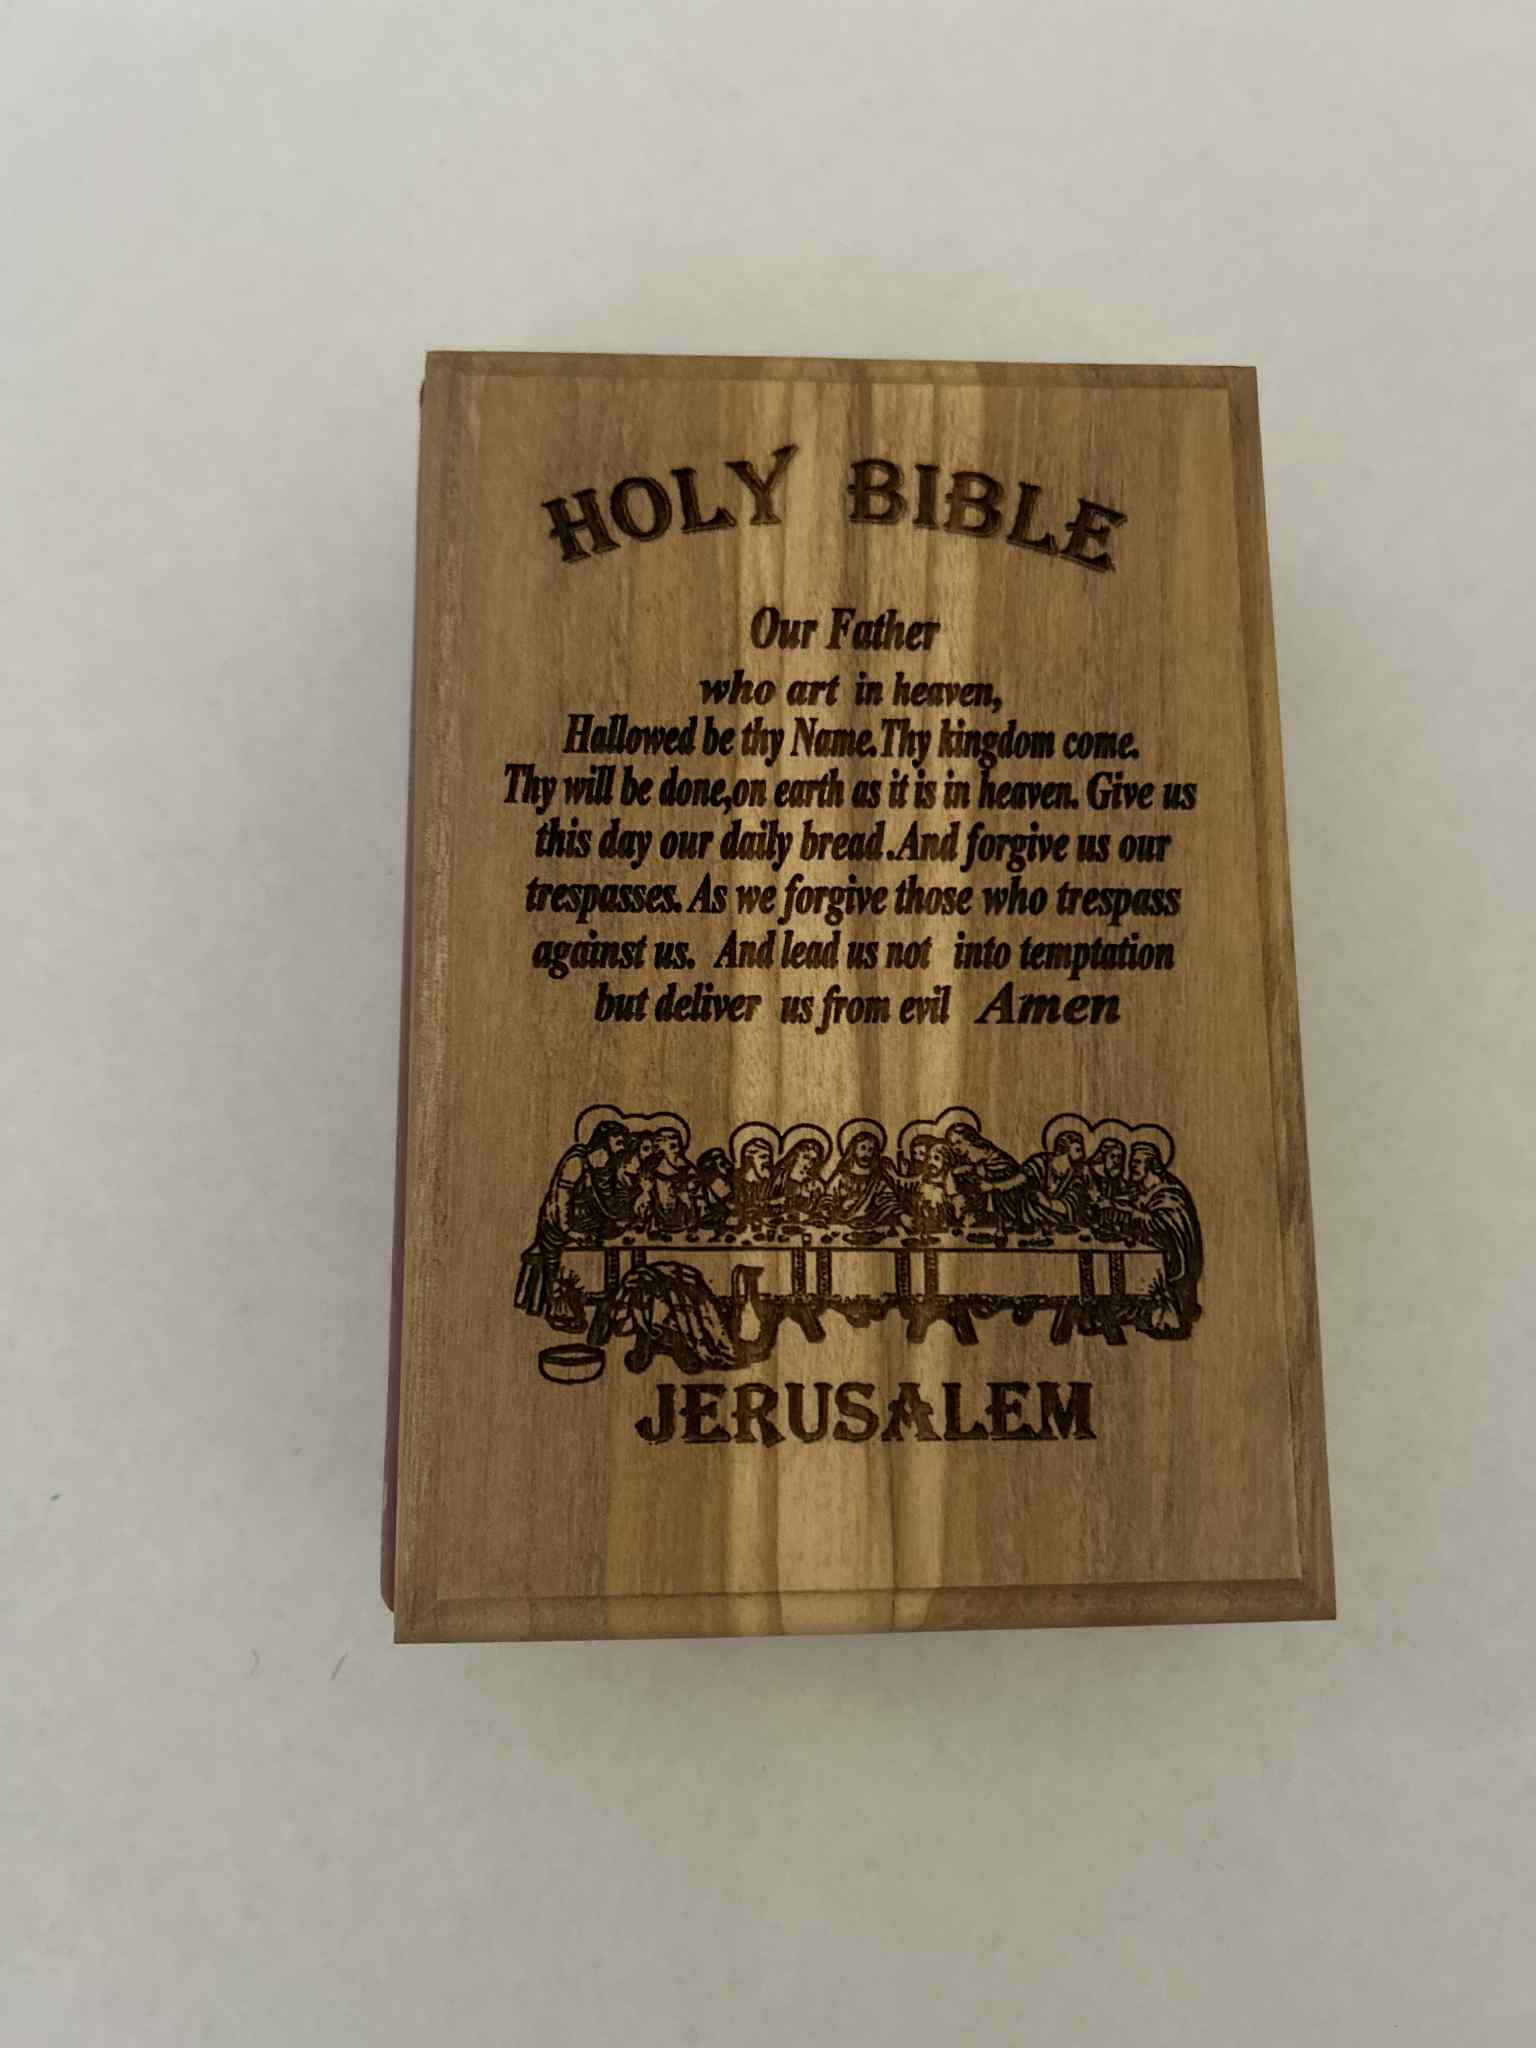 HOLY BIBLE
Our Father
who art in heaven,
Hallowed be thy Name.Thy kingdom come.
Thy will be done,on earth as it is in heaven. Give us
this day our daily bread.And forgive us our
trespasses. As we forgive those who trespass
against us. And lead us not into temptation
but deliver us from evil Amen
JERUSALEM